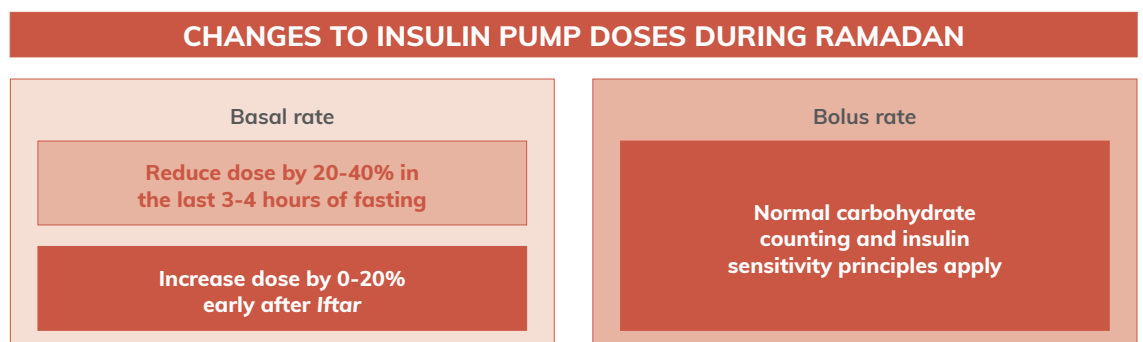 CHANGES TO INSULIN PUMP DOSES DURING RAMADAN
Basal rate
Reduce dose by 20-40% in
the last 3-4 hours of fasting
Increase dose by 0-20%
early after Iftar
Bolus rate
Normal carbohydrate
counting and insulin
sensitivity principles apply